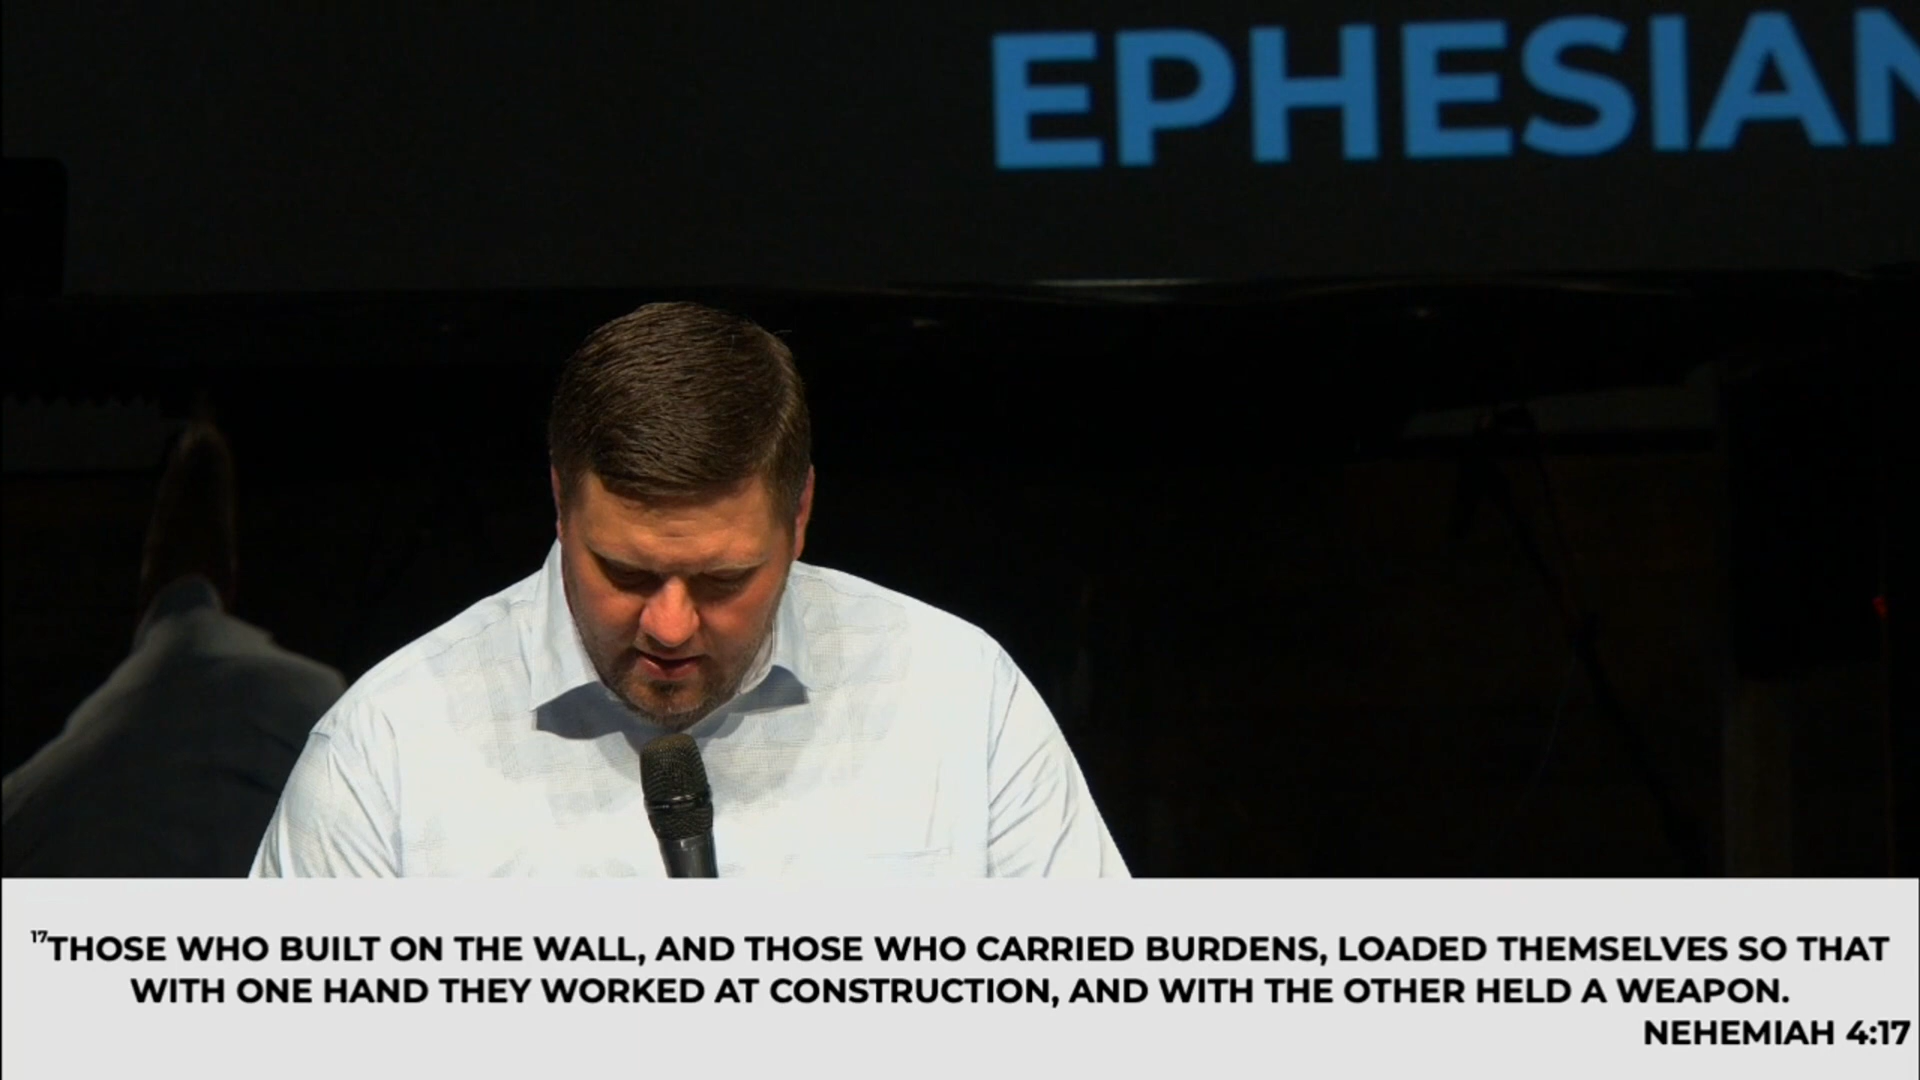 EPHESIAN
17THOSE WHO BUILT ON THE WALL, AND THOSE WHO CARRIED BURDENS, LOADED THEMSELVES SO THAT
WITH ONE HAND THEY WORKED AT CONSTRUCTION, AND WITH THE OTHER HELD A WEAPON.
NEHEMIAH 4:17